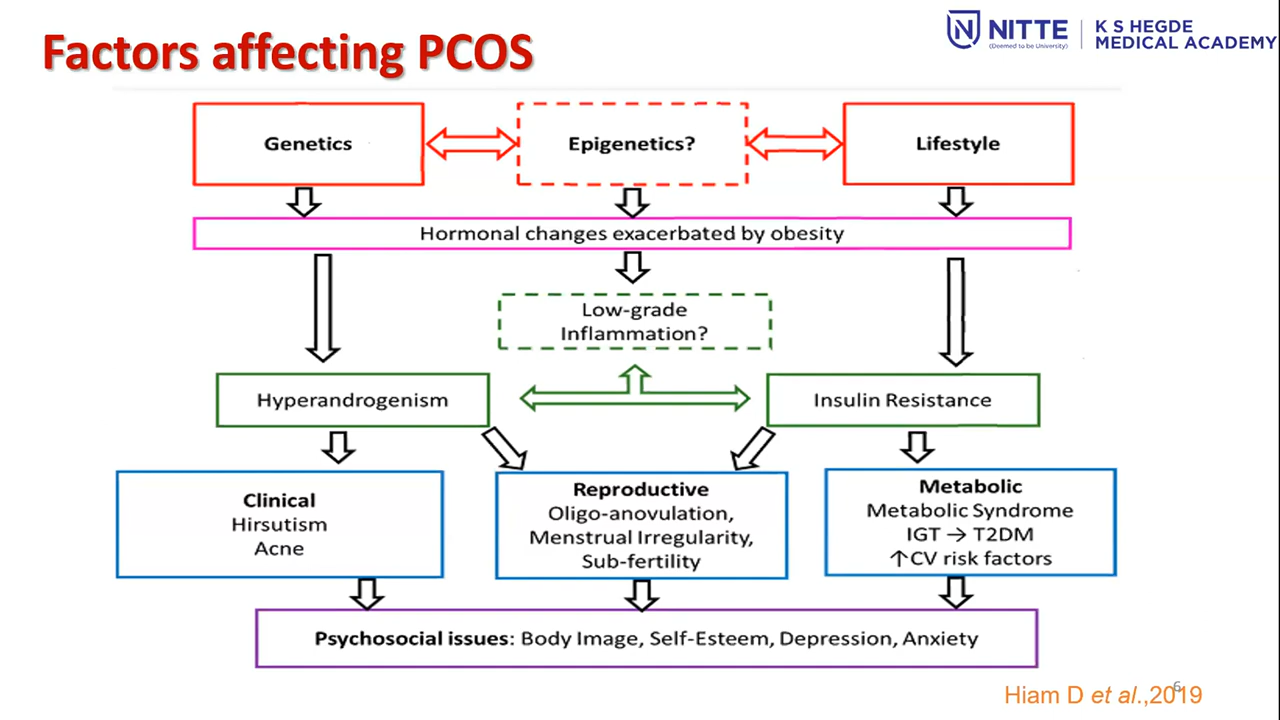 Factors affecting PCOS
NITTE
(Deemed to be University)
K S HEGDE
MEDICAL ACADEMY
Genetics
Epigenetics?
Lifestyle
Hormonal changes exacerbated by obesity
Low-grade
Inflammation?
Hyperandrogenism
Insulin Resistance
Clinical
Hirsutism
Acne
Reproductive
Oligo-anovulation,
Menstrual Irregularity,
Sub-fertility
Metabolic
Metabolic Syndrome
IGT → T2DM
↑CV risk factors
Psychosocial issues: Body Image, Self-Esteem, Depression, Anxiety
Hiam D et al.,2019
6